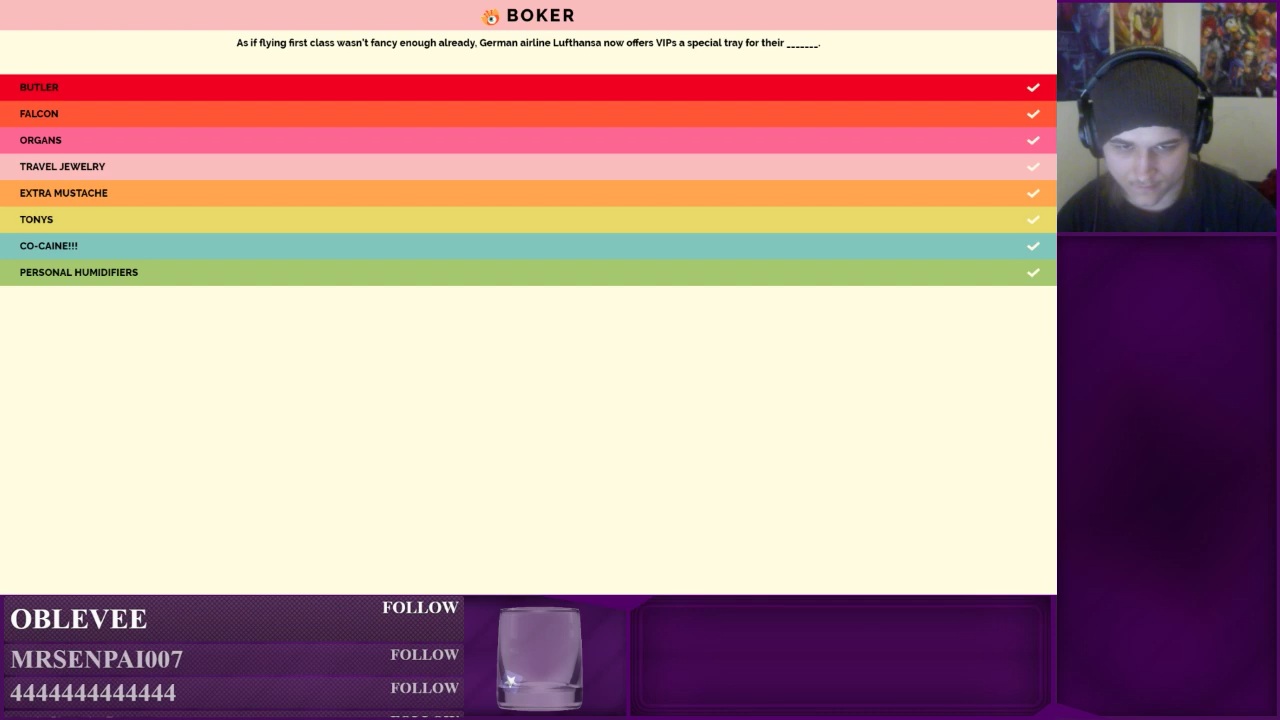 BOKER
As if flying first class wasn't fancy enough already, German airline Lufthansa now offers VIPs a special tray for their _______.
BUTLER
FALCON
ORGANS
TRAVEL JEWELRY
EXTRA MUSTACHE
TONYS
CO-CAINE!!!
PERSONAL HUMIDIFIERS
OBLEVEE FOLLOW
MRSENPAI007 FOLLOW
4444444444444 FOLLOW